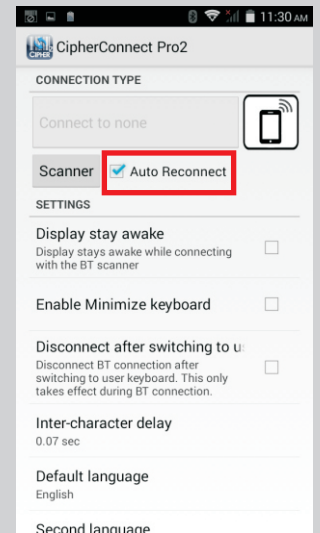 11:30 AM
CipherConnect Pro2
CONNECTION TYPE
Connect to none
Scanner
Auto Reconnect
SETTINGS
Display stay awake
Display stays awake while connecting
with the BT scanner
Enable Minimize keyboard
Disconnect after switching to u
Disconnect BT connection after
switching to user keyboard. This only
takes effect during BT connection.
Inter-character delay
0.07 sec
Default language
English
Second language